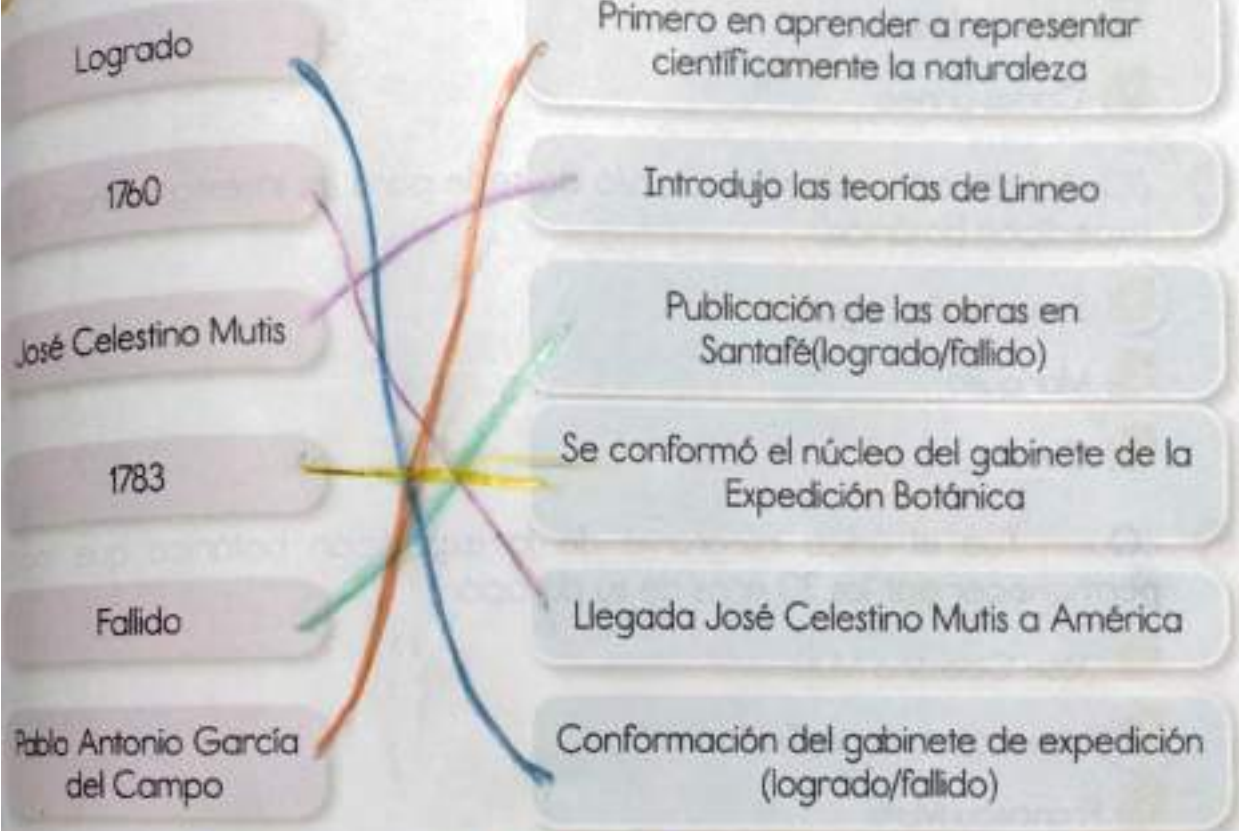 Logrado
1760
José Celestino Mutis
1783
Fallido
Pablo Antonio García
del Campo
Primero en aprender a representar
científicamente la naturaleza
Introdujo las teorías de Linneo
Publicación de las obras en
Santafé(logrado/fallido)
Se conformó el núcleo del gabinete de la
Expedición Botánica
Llegada José Celestino Mutis a América
Conformación del gabinete de expedición
(logrado/fallido)